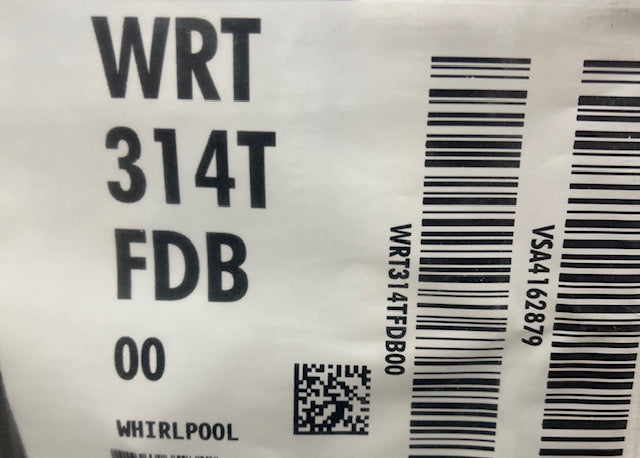 WRT
314T
FDB
00
WHIRLPOOL
WRT314TFDB00
VSA4162879